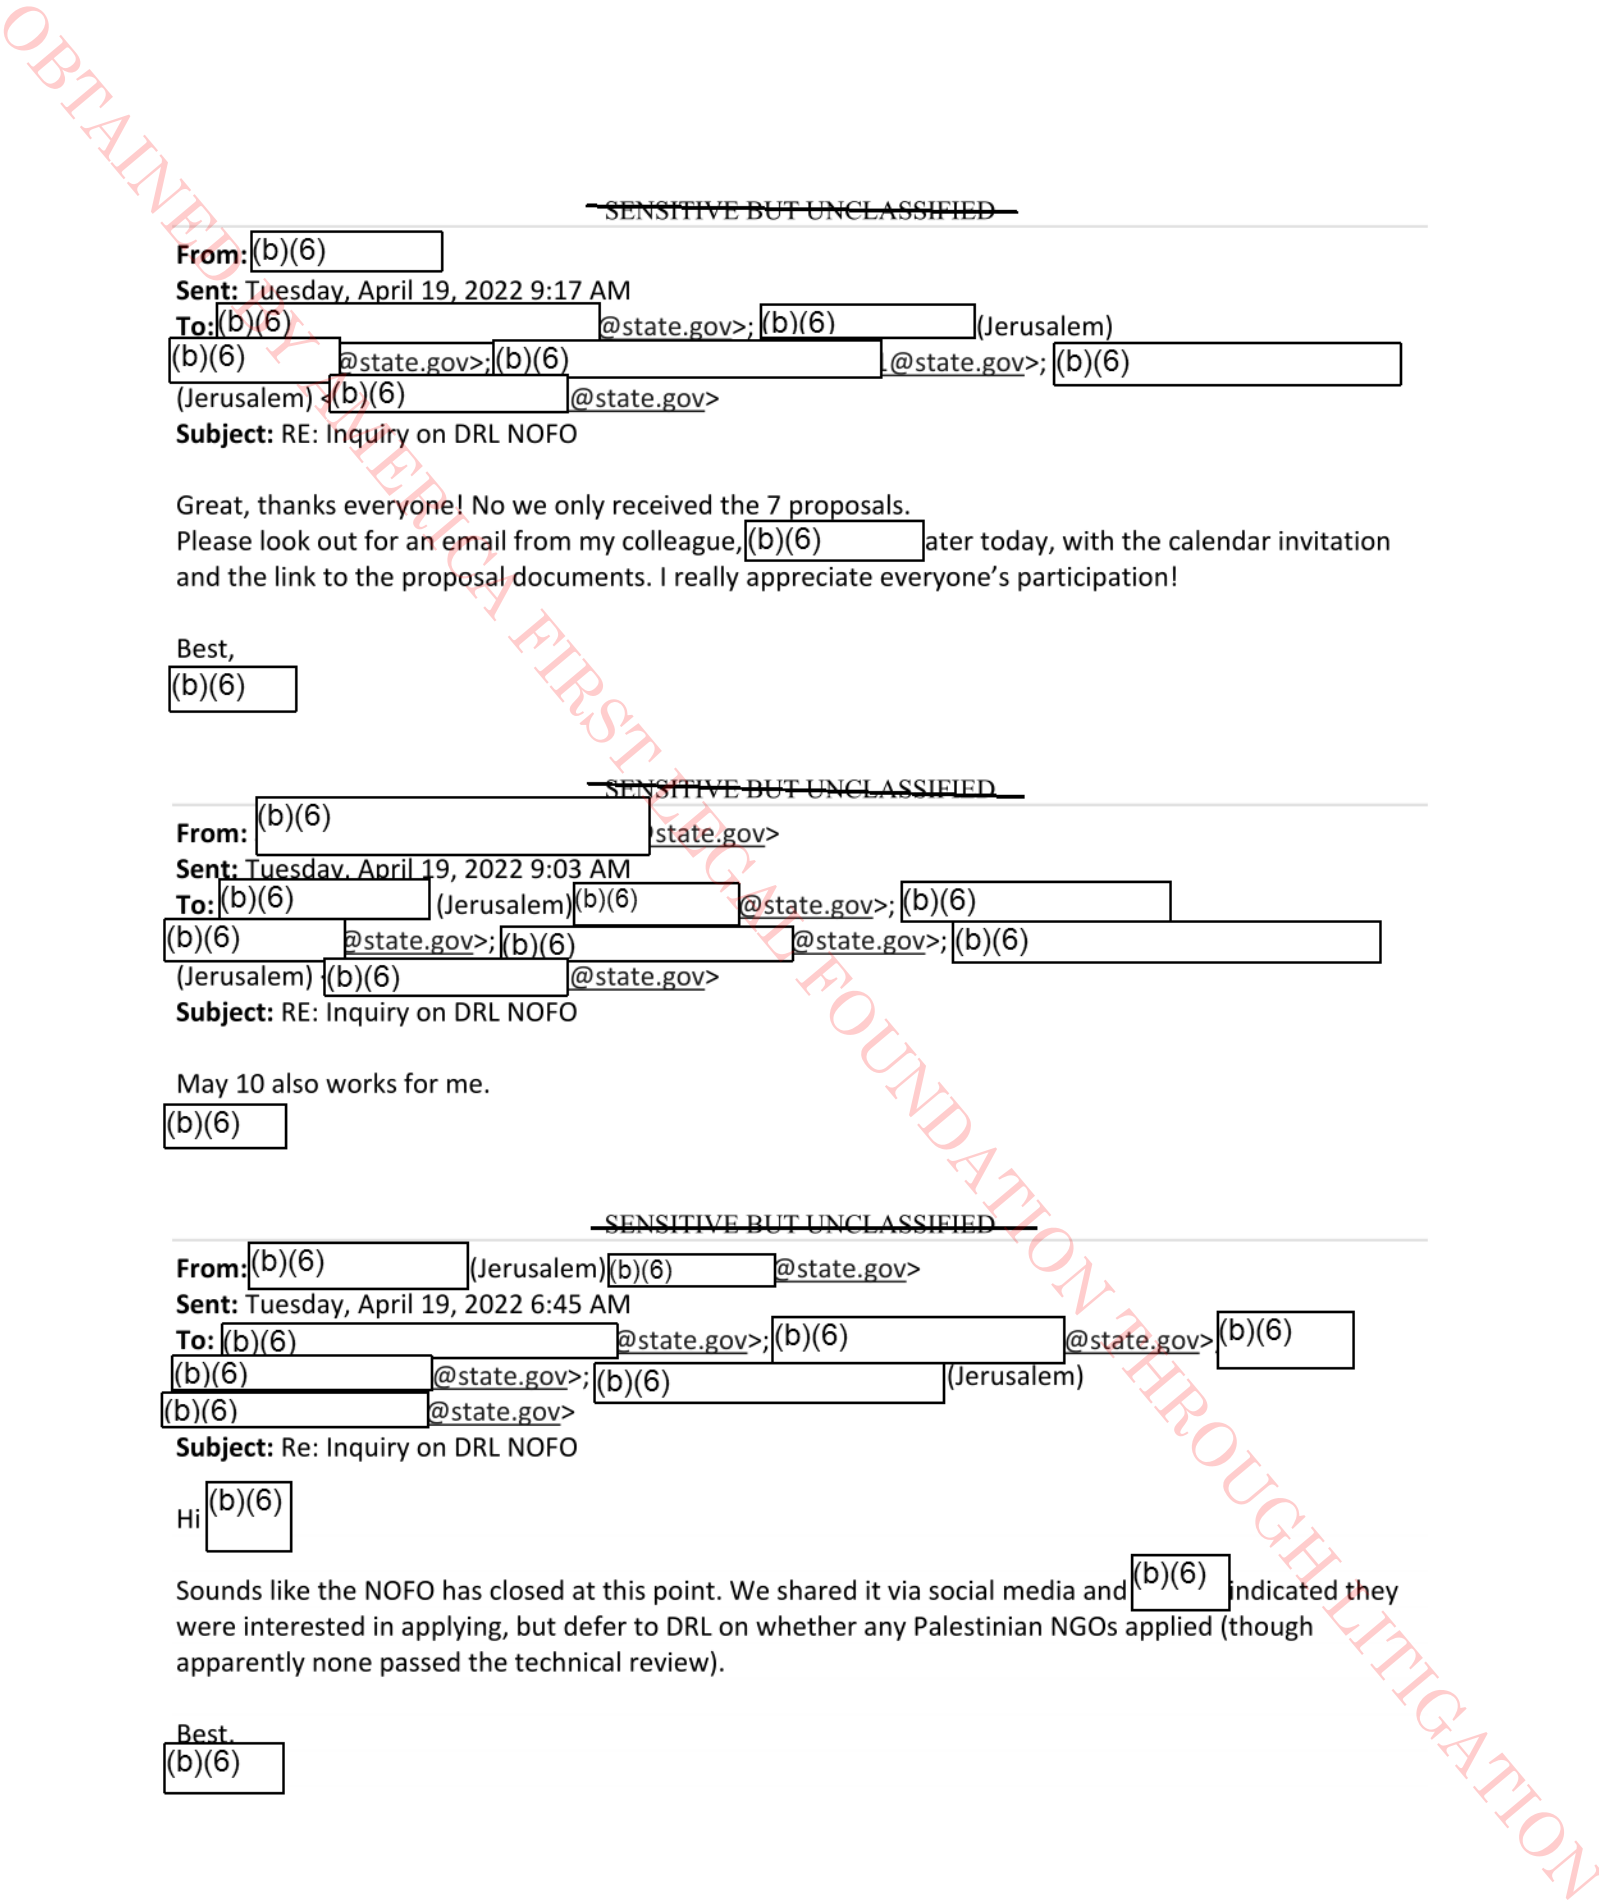 SENSITIVE BUT UNCLASSIFIED
From: (b)(6)
Sent: Tuesday, April 19, 2022 9:17 AM
To: (b)(6) @state.gov>; (b)(6) (Jerusalem)
(b)(6) @state.gov>; (b)(6) @state.gov>; (b)(6)
(Jerusalem) <(b)(6) @state.gov>
Subject: RE: Inquiry on DRL NOFO
Great, thanks everyone! No we only received the 7 proposals.
Please look out for an email from my colleague, (b)(6) ater today, with the calendar invitation
and the link to the proposal documents. I really appreciate everyone’s participation!
Best,
(b)(6)
SENSITIVE BUT UNCLASSIFIED
From: (b)(6) state.gov>
Sent: Tuesday, April 19, 2022 9:03 AM
To: (b)(6) (Jerusalem) (b)(6) @state.gov>; (b)(6)
(b)(6) @state.gov>; (b)(6) @state.gov>; (b)(6)
(Jerusalem) (b)(6) @state.gov>
Subject: RE: Inquiry on DRL NOFO
May 10 also works for me.
(b)(6)
SENSITIVE BUT UNCLASSIFIED
From: (b)(6) (Jerusalem) (b)(6) @state.gov>
Sent: Tuesday, April 19, 2022 6:45 AM
To: (b)(6) @state.gov>; (b)(6) @state.gov> (b)(6)
(b)(6) @state.gov>; (b)(6) (Jerusalem)
(b)(6) @state.gov>
Subject: Re: Inquiry on DRL NOFO
Hi (b)(6)
Sounds like the NOFO has closed at this point. We shared it via social media and (b)(6) indicated they
were interested in applying, but defer to DRL on whether any Palestinian NGOs applied (though
apparently none passed the technical review).
Best,
(b)(6)
OBTAINED BY AMERICA FIRST LEGAL FOUNDATION THROUGH LITIGATION